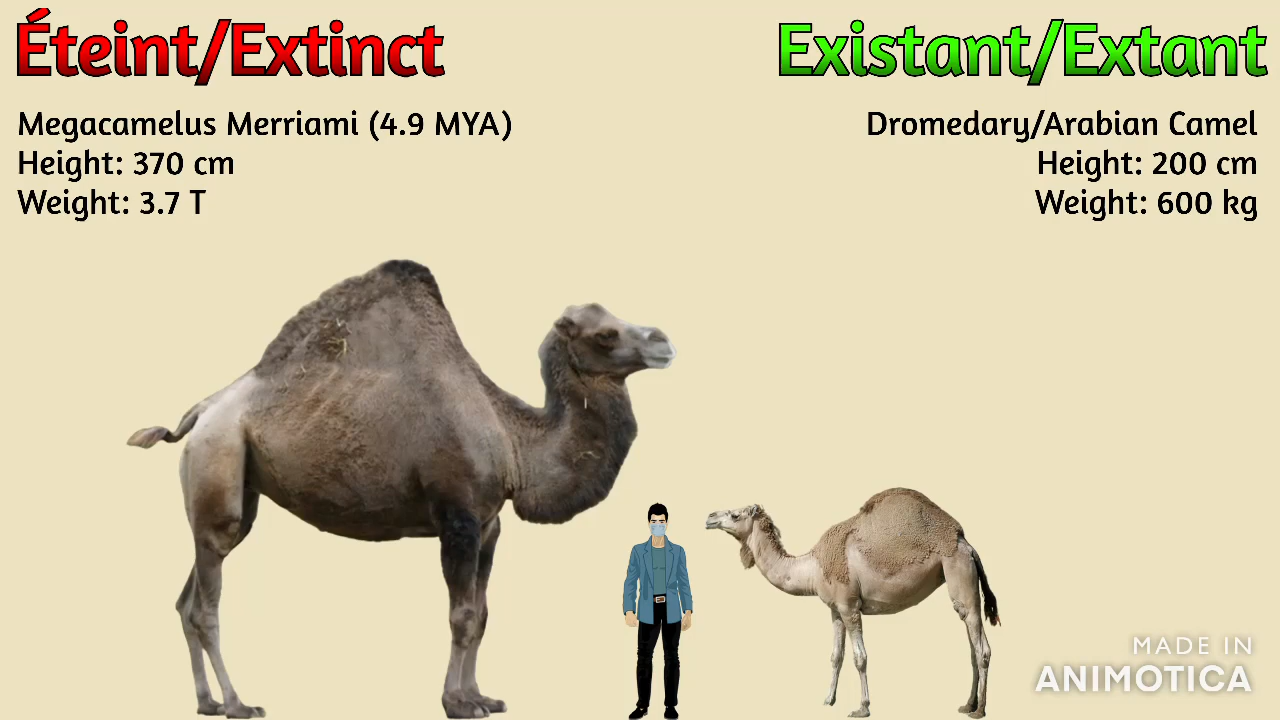 Éteint/Extinct
Megacamelus Merriami (4.9 MYA)
Height: 370 cm
Weight: 3.7 T
Existant/Extant
Dromedary/Arabian Camel
Height: 200 cm
Weight: 600 kg
MADE IN
ANIMOTICA